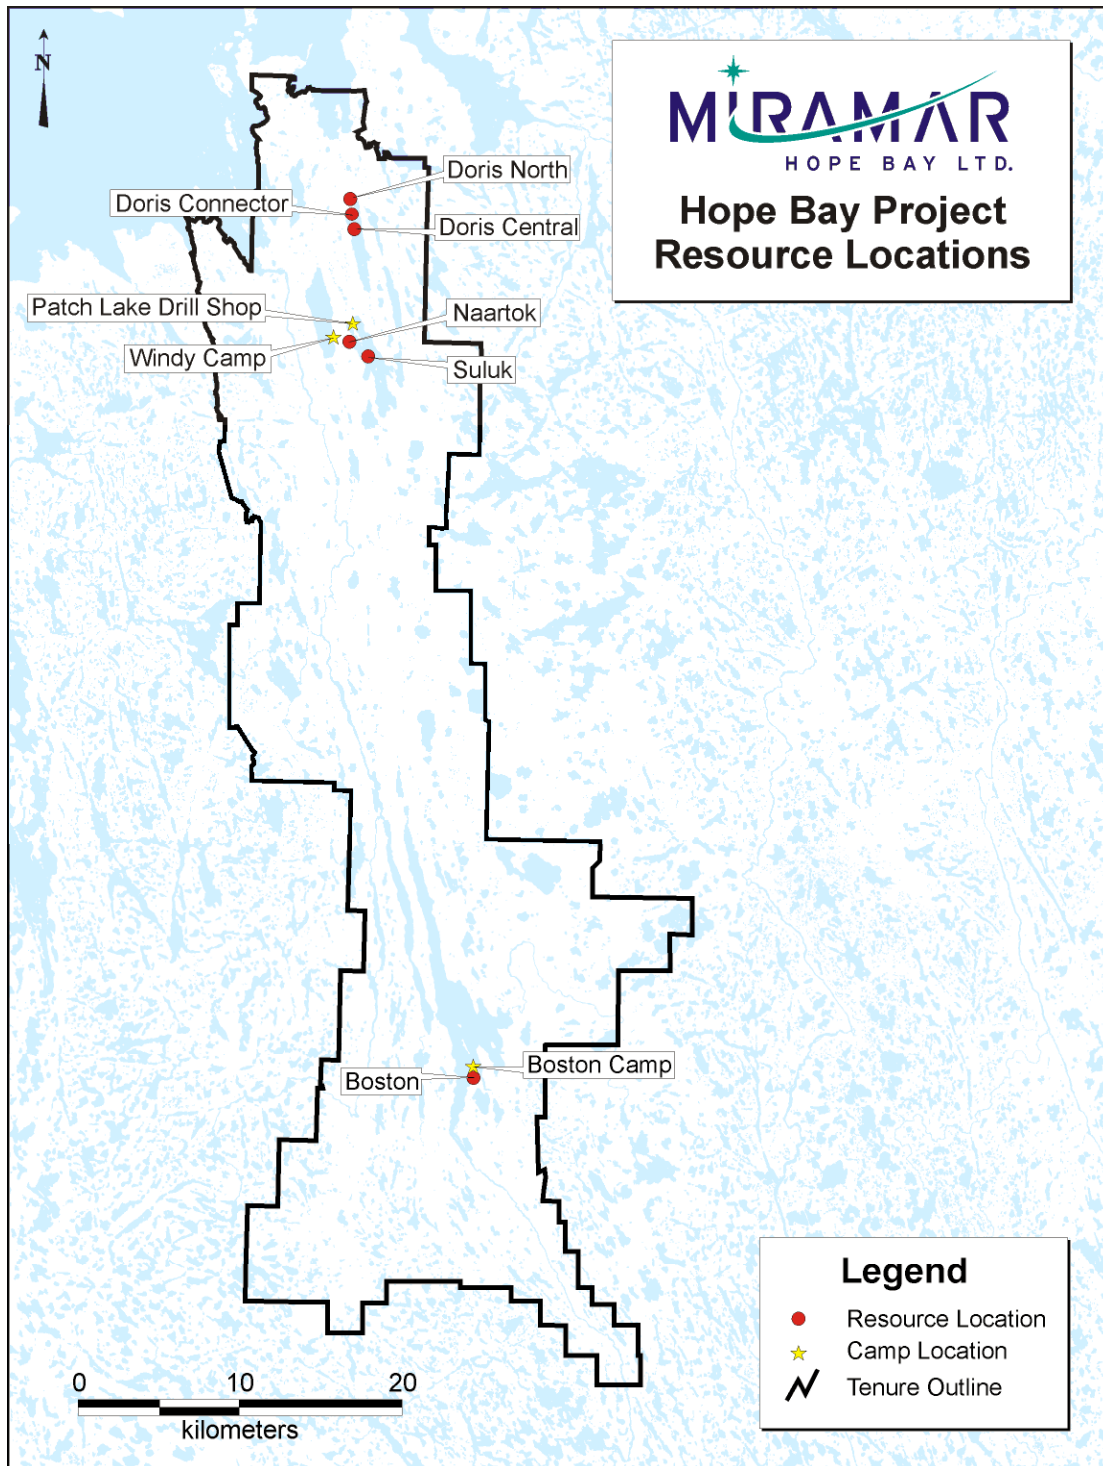 N
MIRAMAR
HOPE BAY LTD.
Hope Bay Project
Resource Locations
Doris North
Doris Connector
Doris Central
Patch Lake Drill Shop
Naartok
Windy Camp
Suluk
Boston Camp
Boston
Legend
Resource Location
Camp Location
Tenure Outline
0 10 20
kilometers